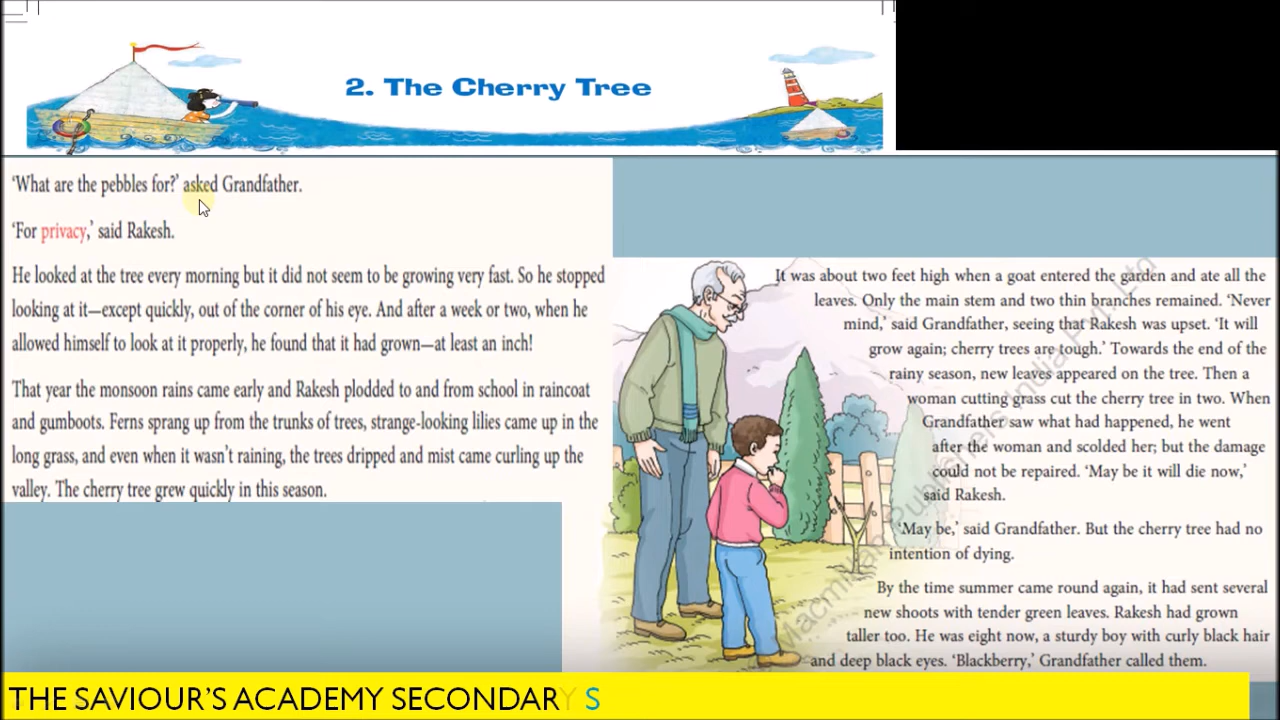 2. The Cherry Tree
‘What are the pebbles for?’ asked Grandfather.
‘For privacy,’ said Rakesh.
He looked at the tree every morning but it did not seem to be growing very fast. So he stopped
looking at it—except quickly, out of the corner of his eye. And after a week or two, when he
allowed himself to look at it properly, he found that it had grown—at least an inch!
That year the monsoon rains came early and Rakesh plodded to and from school in raincoat
and gumboots. Ferns sprang up from the trunks of trees, strange-looking lilies came up in the
long grass, and even when it wasn’t raining, the trees dripped and mist came curling up the
valley. The cherry tree grew quickly in this season.
It was about two feet high when a goat entered the garden and ate all the
leaves. Only the main stem and two thin branches remained. ‘Never
mind,’ said Grandfather, seeing that Rakesh was upset. ‘It will
grow again; cherry trees are tough.’ Towards the end of the
rainy season, new leaves appeared on the tree. Then a
woman cutting grass cut the cherry tree in two. When
Grandfather saw what had happened, he went
after the woman and scolded her; but the damage
could not be repaired. ‘May be it will die now,’
said Rakesh.
‘May be,’ said Grandfather. But the cherry tree had no
intention of dying.
By the time summer came round again, it had sent several
new shoots with tender green leaves. Rakesh had grown
taller too. He was eight now, a sturdy boy with curly black hair
and deep black eyes. ‘Blackberry,’ Grandfather called them.
Macmillan Publishers India Pvt. Ltd
THE SAVIOUR’S ACADEMY SECONDARY S